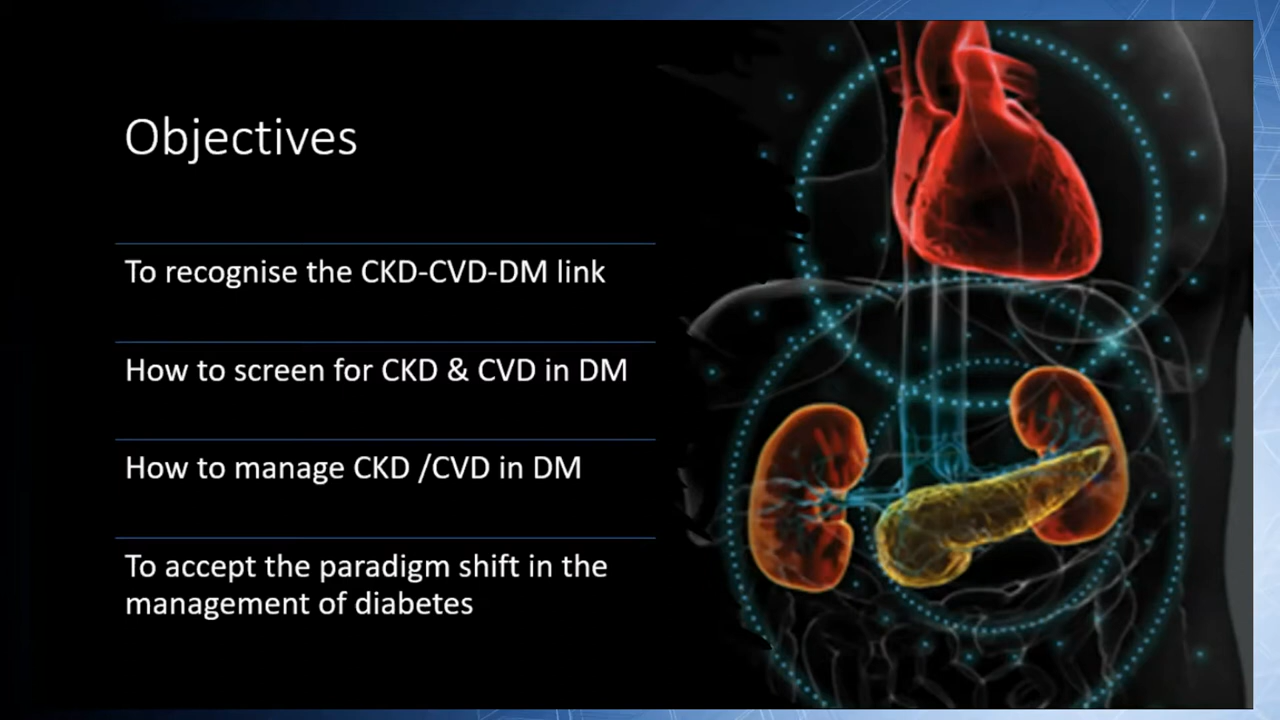 Objectives
To recognise the CKD-CVD-DM link
How to screen for CKD & CVD in DM
How to manage CKD /CVD in DM
To accept the paradigm shift in the
management of diabetes